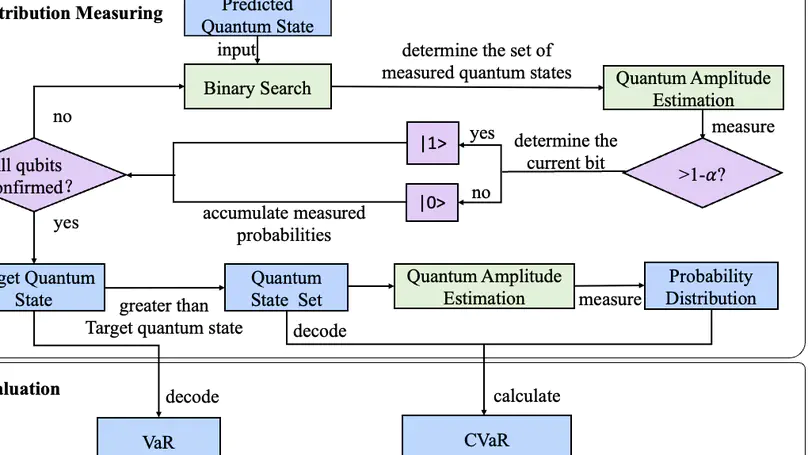 tribution Measuring
Predicted
Quantum State
input
determine the set of
measured quantum states
Binary Search
Quantum Amplitude
Estimation
no
measure
|1>
yes
determine the
current bit
ll qubits
onfirmed?
>1-α?
|0>
no
accumulate measured
probabilities
yes
get Quantum
State
Quantum
State Set
Quantum Amplitude
Estimation
Probability
Distribution
greater than
Target quantum state
measure
decode
aluation
decode
calculate
VaR
CVaR